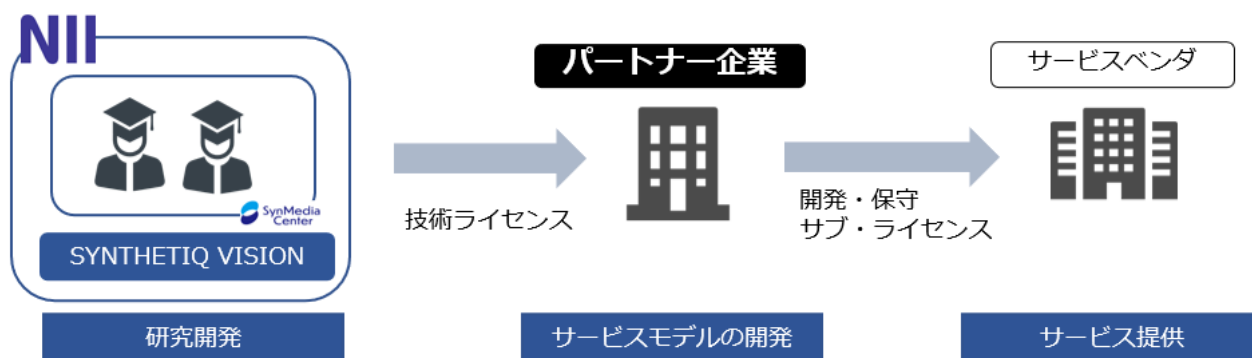 NII
SynMedia
Center
SYNTHETIQ VISION
研究開発
技術ライセンス
パートナー企業
サービスモデルの開発
開発・保守
サブ・ライセンス
サービスベンダ
サービス提供